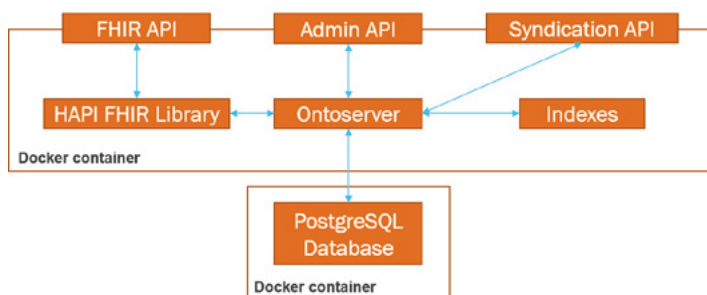 FHIR API
Admin API
Syndication API
HAPI FHIR Library
Ontoserver
Indexes
Docker container
PostgreSQL
Database
Docker container